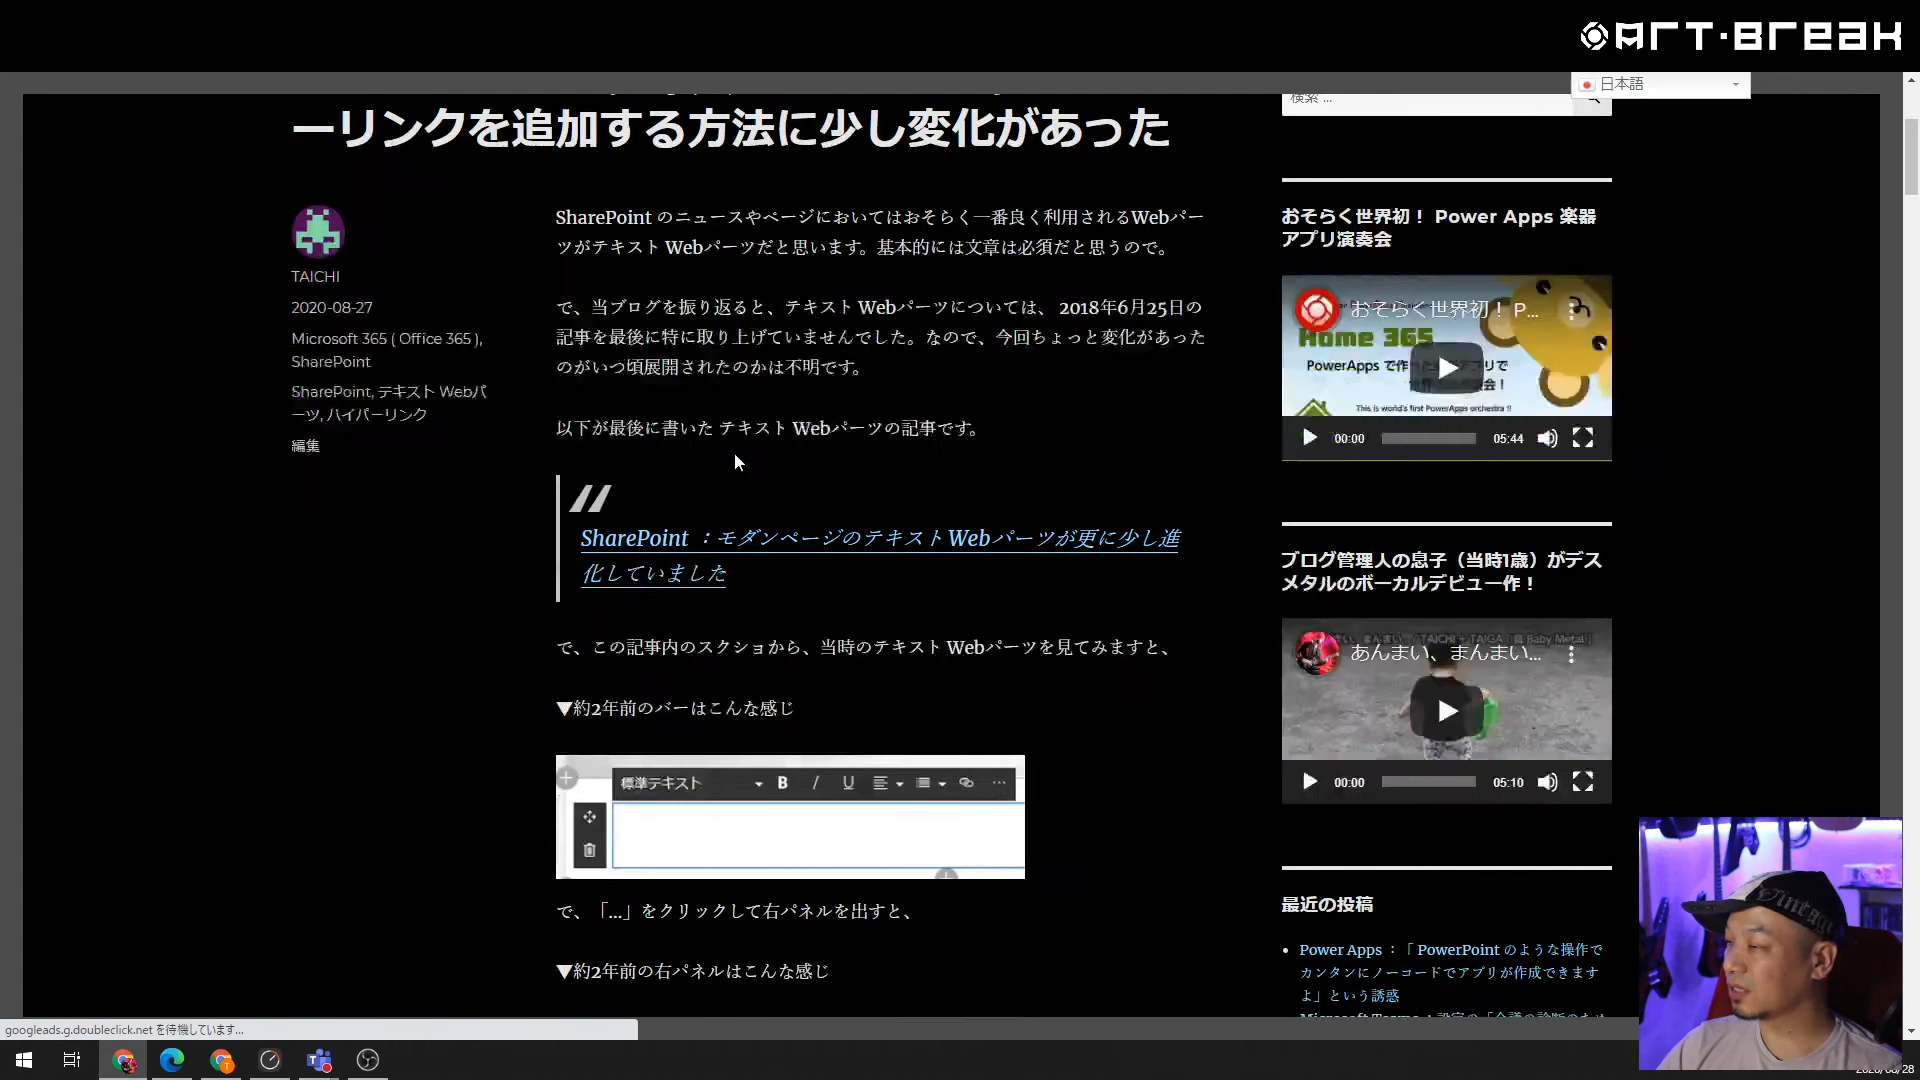 ART·Break
日本語
検索 ...
ーリンクを追加する方法に少し変化があった
TAICHI
2020-08-27
Microsoft 365 ( Office 365 ),
SharePoint
SharePoint, テキスト Webパ
ーツ, ハイパーリンク
編集
SharePoint のニュースやページにおいてはおそらく一番良く利用されるWebパー
ツがテキスト Webパーツだと思います。基本的には文章は必須だと思うので。
で、当ブログを振り返ると、テキスト Webパーツについては、 2018年6月25日の
記事を最後に特に取り上げていませんでした。なので、今回ちょっと変化があった
のがいつ頃展開されたのかは不明です。
以下が最後に書いた テキスト Webパーツの記事です。
SharePoint ：モダンページのテキスト Webパーツが更に少し進
化していました
で、この記事内のスクショから、当時のテキスト Webパーツを見てみますと、
▼約2年前のバーはこんな感じ
標準テキスト
B I U
で、「…」をクリックして右パネルを出すと、
▼約2年前の右パネルはこんな感じ
おそらく世界初！ Power Apps 楽器
アプリ演奏会
おそらく世界初！ P...
Home 365
This is world's first PowerApps orchestra !!
00:00
05:44
ブログ管理人の息子（当時1歳）がデス
メタルのボーカルデビュー作！
あんまい、まんまい...
00:00
05:10
最近の投稿
Power Apps ：「 PowerPoint のような操作で
カンタンにノーコードでアプリが作成できます
よ」という誘惑
googleads.g.doubleclick.net を待機しています...